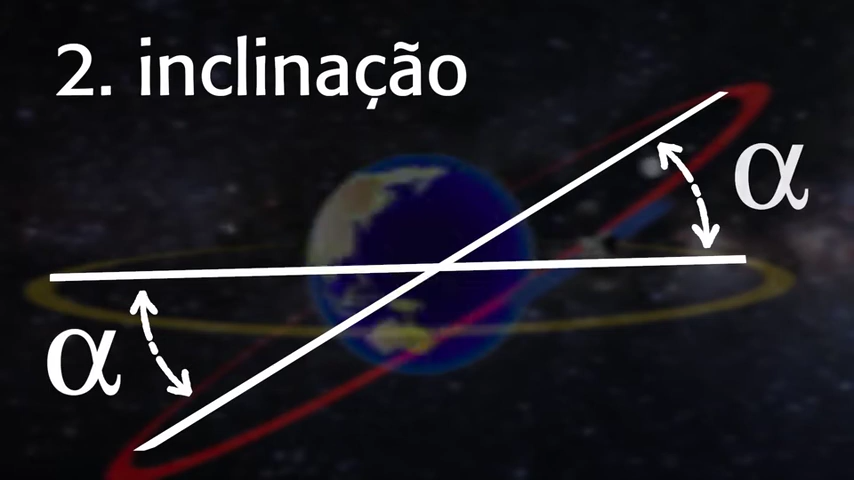 2. inclinação
α
α